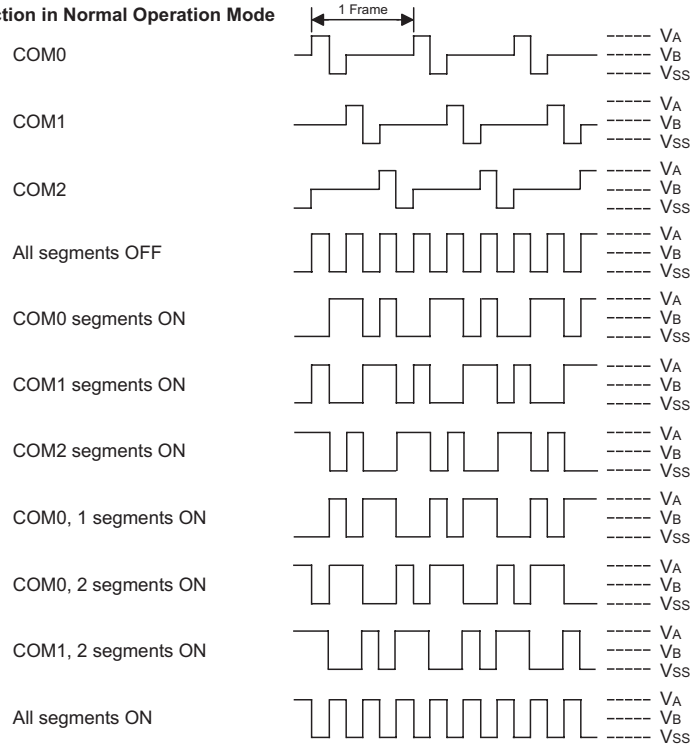 ction in Normal Operation Mode
1 Frame
COM0
VA
VB
VSS
COM1
VA
VB
VSS
COM2
VA
VB
VSS
All segments OFF
VA
VB
VSS
COM0 segments ON
VA
VB
VSS
COM1 segments ON
VA
VB
VSS
COM2 segments ON
VA
VB
VSS
COM0, 1 segments ON
VA
VB
VSS
COM0, 2 segments ON
VA
VB
VSS
COM1, 2 segments ON
VA
VB
VSS
All segments ON
VA
VB
VSS